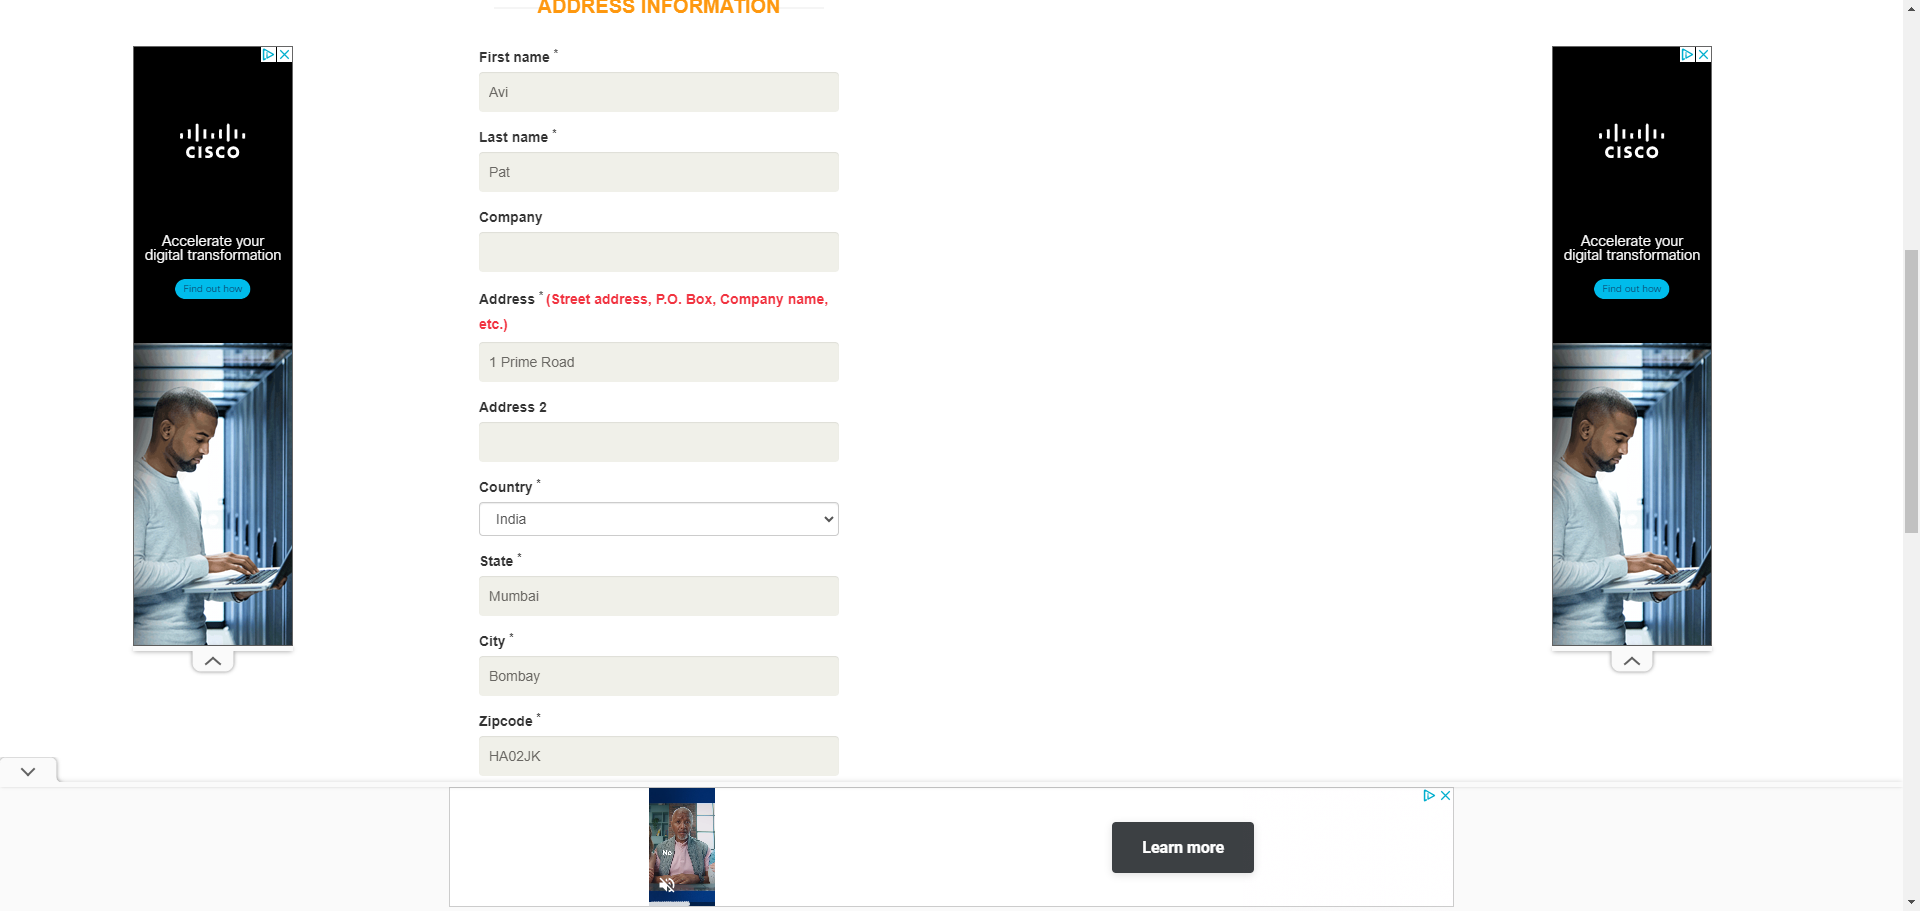 ADDRESS INFORMATION
First name *
Avi
Last name *
Pat
Company
Address * (Street address, P.O. Box, Company name,
etc.)
1 Prime Road
Address 2
Country *
India
State *
Mumbai
City *
Bombay
Zipcode *
HA02JK
CISCO
Accelerate your
digital transformation
Find out how
CISCO
Accelerate your
digital transformation
Find out how
No
Learn more